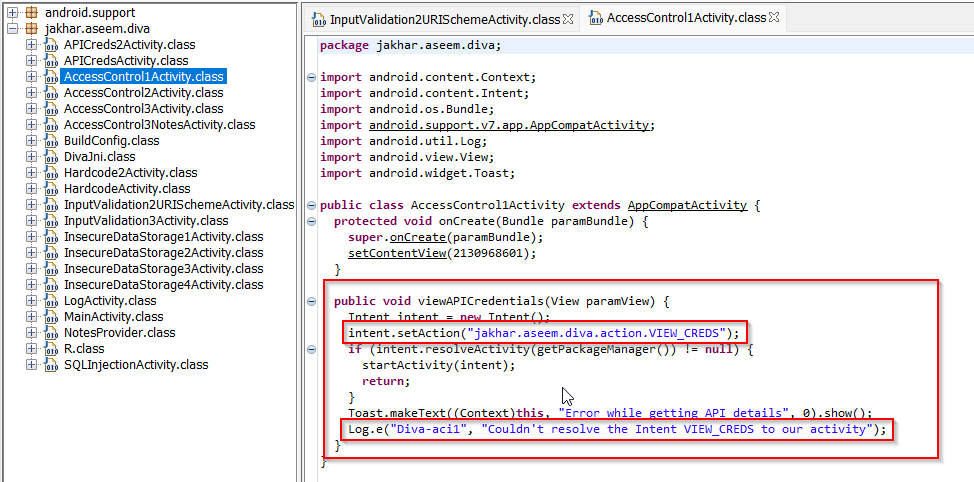 android.support
jakhar.aseem.diva
APICreds2Activity.class
APICredsActivity.class
AccessControl1Activity.class
AccessControl2Activity.class
AccessControl3Activity.class
AccessControl3NotesActivity.class
BuildConfig.class
DivaJni.class
Hardcode2Activity.class
HardcodeActivity.class
InputValidation2URISchemeActivity.class
InputValidation3Activity.class
InsecureDataStorage1Activity.class
InsecureDataStorage2Activity.class
InsecureDataStorage3Activity.class
InsecureDataStorage4Activity.class
LogActivity.class
MainActivity.class
NotesProvider.class
R.class
SQLInjectionActivity.class
InputValidation2URISchemeActivity.class
AccessControl1Activity.class
package jakhar.aseem.diva;
import android.content.Context;
import android.content.Intent;
import android.os.Bundle;
import android.support.v7.app.AppCompatActivity;
import android.util.Log;
import android.view.View;
import android.widget.Toast;
public class AccessControl1Activity extends AppCompatActivity {
protected void onCreate(Bundle paramBundle) {
super.onCreate(paramBundle);
setContentView(2130968601);
}
public void viewAPICredentials(View paramView) {
Intent intent = new Intent();
intent.setAction("jakhar.aseem.diva.action.VIEW_CREDS");
if (intent.resolveActivity(getPackageManager()) != null) {
startActivity(intent);
return;
}
Toast.makeText((Context)this, "Error while getting API details", 0).show();
Log.e("Diva-aci1", "Couldn't resolve the Intent VIEW_CREDS to our activity");
}
}